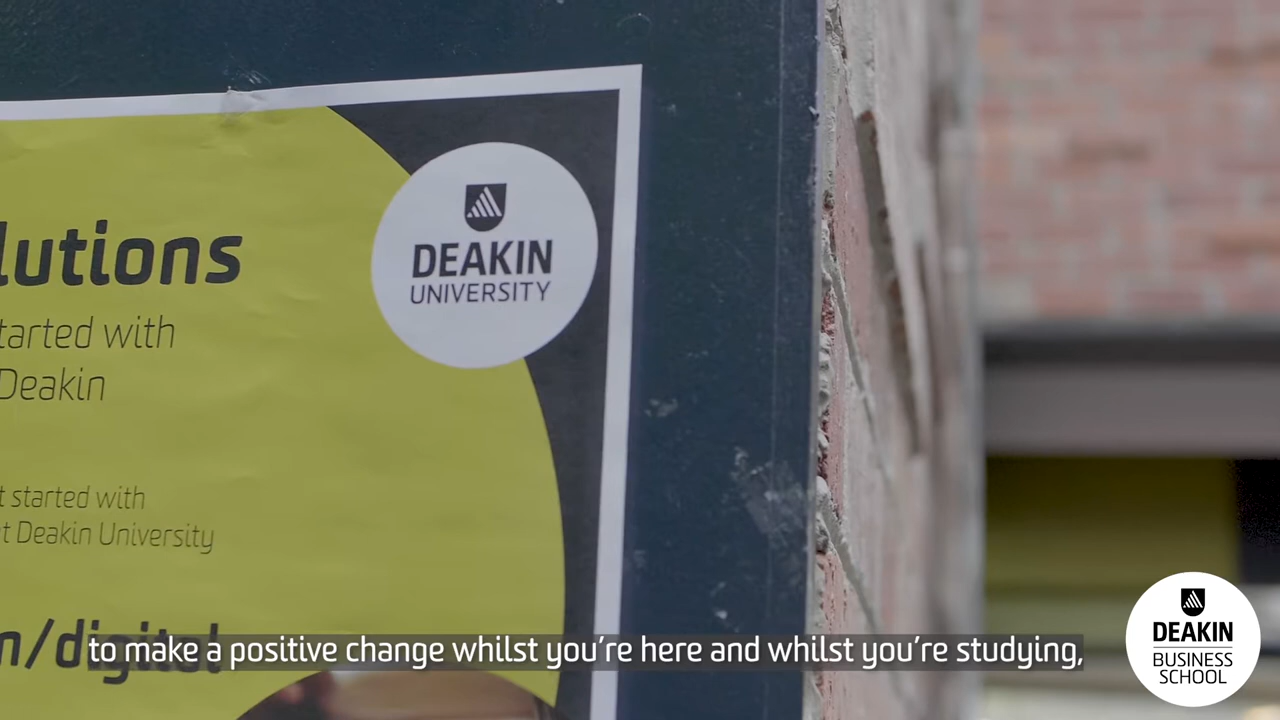 lutions
tarted with
Deakin
t started with
t Deakin University
n/digital
DEAKIN
UNIVERSITY
to make a positive change whilst you're here and whilst you're studying,
DEAKIN
BUSINESS
SCHOOL